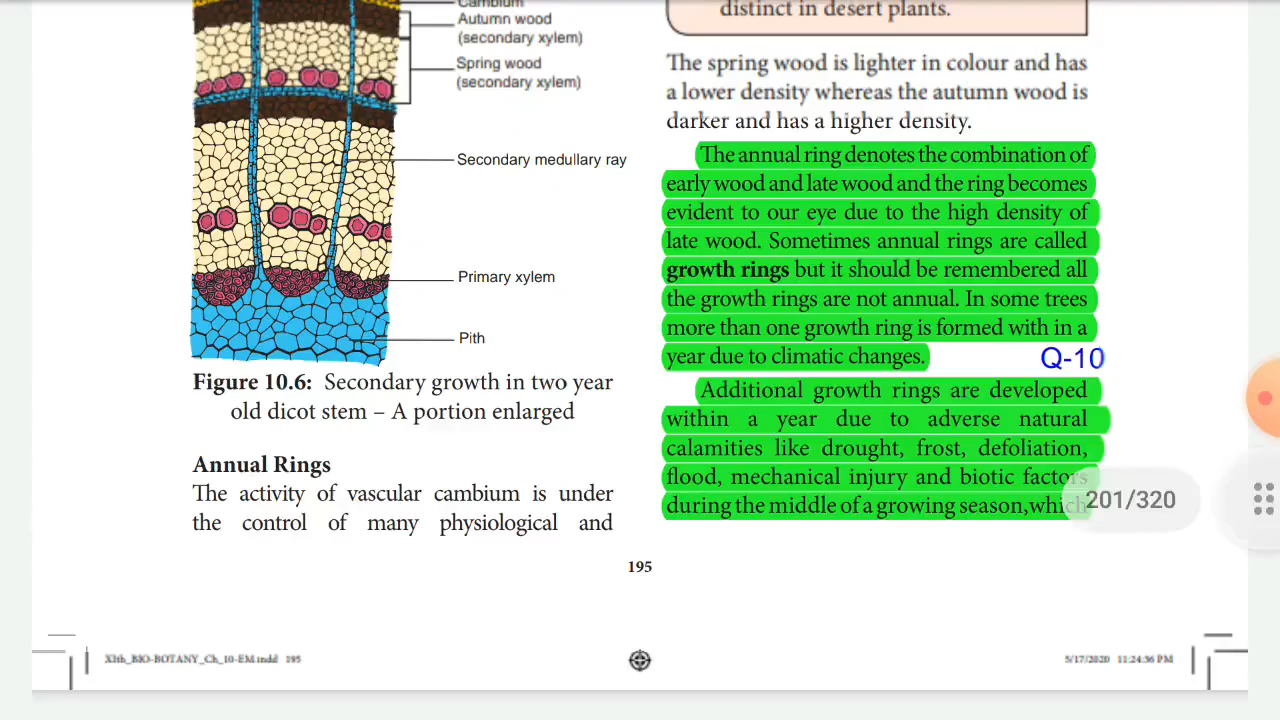 Cambium
Autumn wood
(secondary xylem)
Spring wood
(secondary xylem)
Secondary medullary ray
Primary xylem
Pith
Figure 10.6: Secondary growth in two year
old dicot stem – A portion enlarged
Annual Rings
The activity of vascular cambium is under
the control of many physiological and
distinct in desert plants.
The spring wood is lighter in colour and has
a lower density whereas the autumn wood is
darker and has a higher density.
The annual ring denotes the combination of
early wood and late wood and the ring becomes
evident to our eye due to the high density of
late wood. Sometimes annual rings are called
growth rings but it should be remembered all
the growth rings are not annual. In some trees
more than one growth ring is formed with in a
year due to climatic changes.
Q-10
Additional growth rings are developed
within a year due to adverse natural
calamities like drought, frost, defoliation,
flood, mechanical injury and biotic factors
during the middle of a growing season,which
201/320
195
XIth_BIO-BOTANY_Ch_10-EM.indd 195
5/17/2020 11:24:36 PM